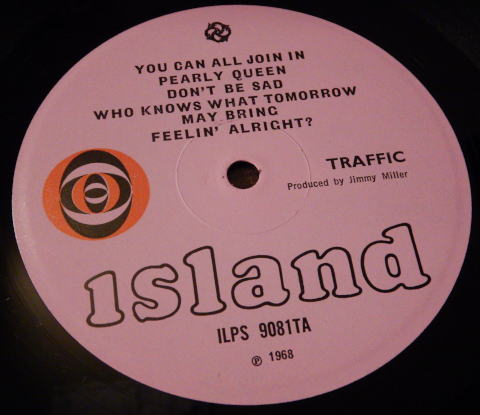 YOU CAN ALL JOIN IN
PEARLY QUEEN
DON'T BE SAD
WHO KNOWS WHAT TOMORROW
MAY BRING
FEELIN' ALRIGHT?
TRAFFIC
Produced by Jimmy Miller
island
ILPS 9081TA
℗ 1968